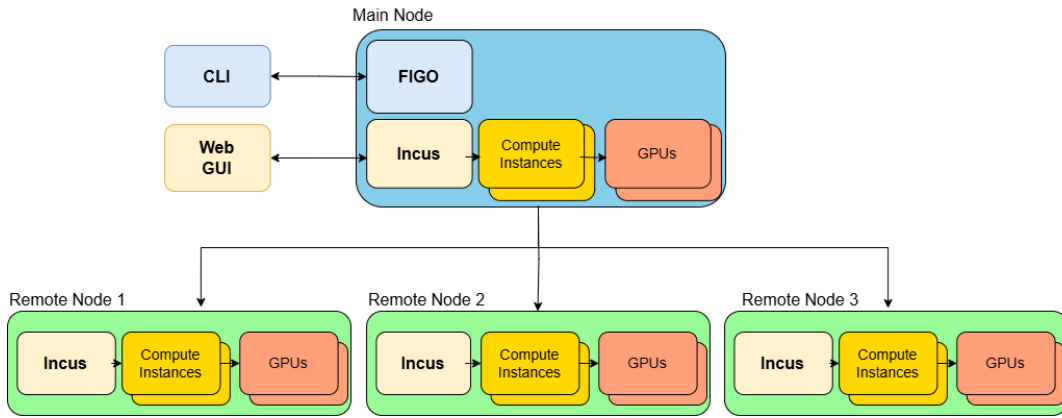 Main Node
CLI
FIGO
Web
GUI
Incus
Compute
Instances
GPUs
Remote Node 1
Remote Node 2
Remote Node 3
Incus
Compute
Instances
GPUs
Incus
Compute
Instances
GPUs
Incus
Compute
Instances
GPUs